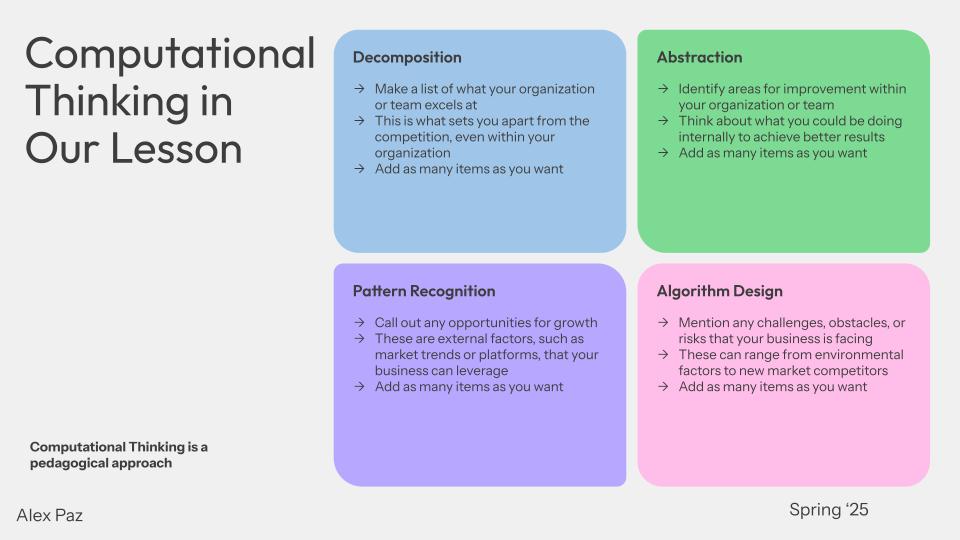 Computational
Thinking in
Our Lesson
Decomposition
→ Make a list of what your organization
or team excels at
→ This is what sets you apart from the
competition, even within your
organization
→ Add as many items as you want
Abstraction
→ Identify areas for improvement within
your organization or team
→ Think about what you could be doing
internally to achieve better results
→ Add as many items as you want
Pattern Recognition
→ Call out any opportunities for growth
→ These are external factors, such as
market trends or platforms, that your
business can leverage
→ Add as many items as you want
Algorithm Design
→ Mention any challenges, obstacles, or
risks that your business is facing
→ These can range from environmental
factors to new market competitors
→ Add as many items as you want
Computational Thinking is a
pedagogical approach
Alex Paz
Spring ‘25